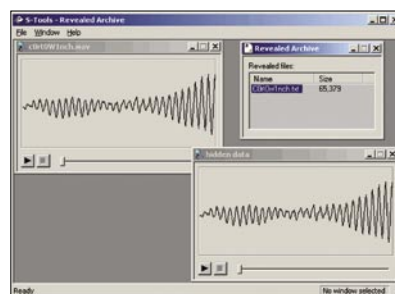 S-Tools - Revealed Archive
File Window Help
Revealed Archive
Revealed files:
Name Size
65,379
hidden data
Ready
No window selected